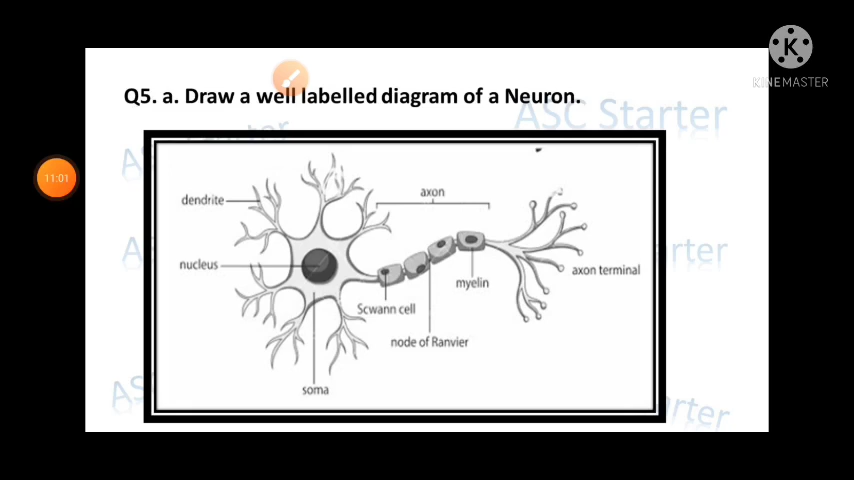 K
KINEMASTER
Q5. a. Draw a well labelled diagram of a Neuron.
ASC Starter
11:01
axon
dendrite
nucleus
axon terminal
myelin
Scwann cell
node of Ranvier
soma